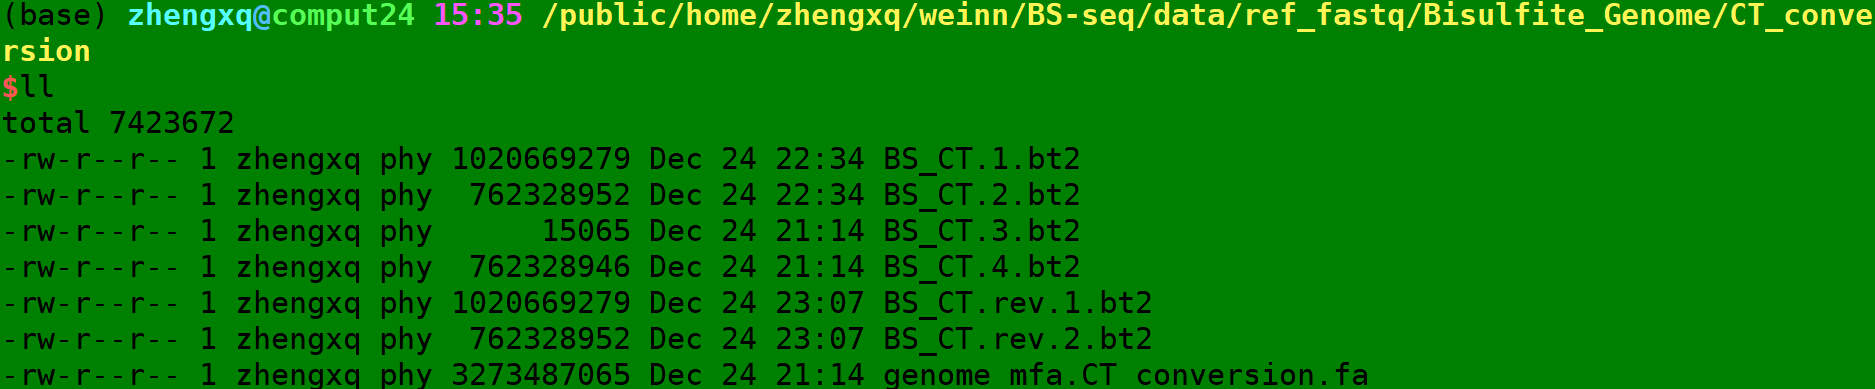 (base) zhengxq@comput24 15:35 /public/home/zhengxq/weinn/BS-seq/data/ref_fastq/Bisulfite_Genome/CT_conve
rsion
$ll
total 7423672
-rw-r--r-- 1 zhengxq phy 1020669279 Dec 24 22:34 BS_CT.1.bt2
-rw-r--r-- 1 zhengxq phy  762328952 Dec 24 22:34 BS_CT.2.bt2
-rw-r--r-- 1 zhengxq phy      15065 Dec 24 21:14 BS_CT.3.bt2
-rw-r--r-- 1 zhengxq phy  762328946 Dec 24 21:14 BS_CT.4.bt2
-rw-r--r-- 1 zhengxq phy 1020669279 Dec 24 23:07 BS_CT.rev.1.bt2
-rw-r--r-- 1 zhengxq phy  762328952 Dec 24 23:07 BS_CT.rev.2.bt2
-rw-r--r-- 1 zhengxq phy 3273487065 Dec 24 21:14 genome_mfa.CT_conversion.fa